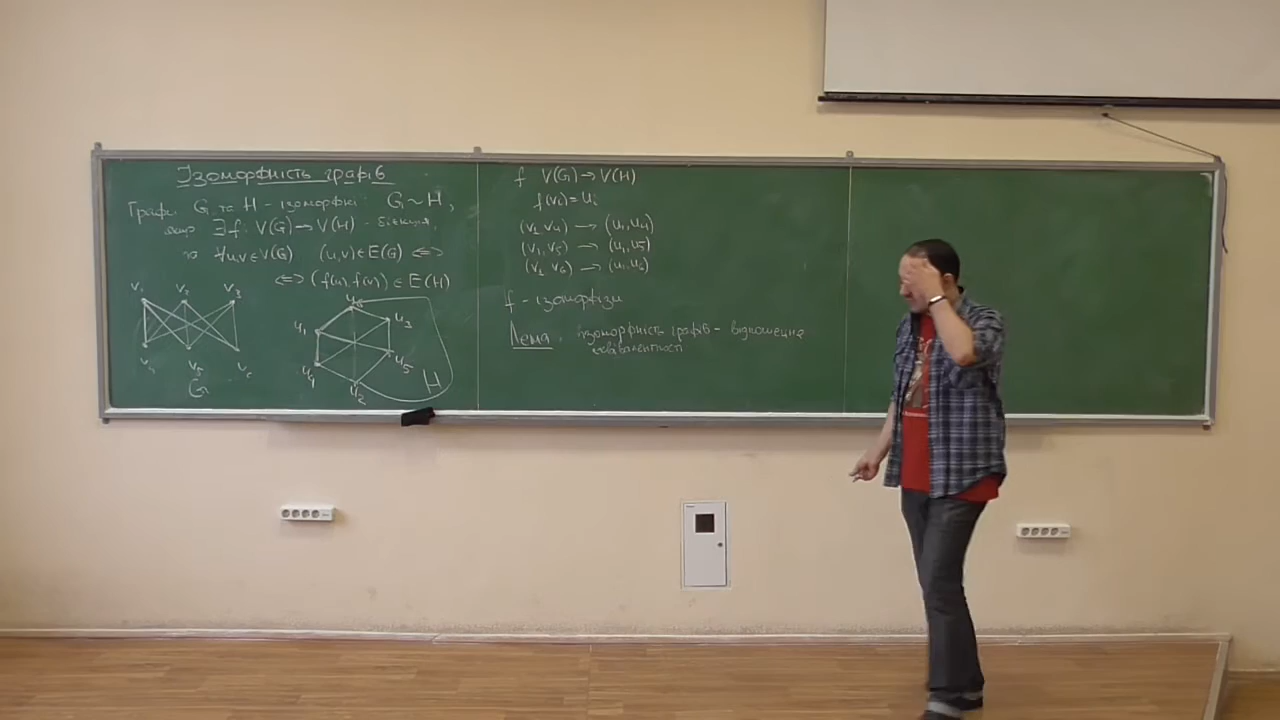 Ізоморфність графів
Графи G та H - ізоморфні G ~ H,
якщо ∃ f: V(G) → V(H) - бієкція,
що ∀u,v ∈ V(G) (u,v) ∈ E(G) ⟺
⟺ (f(u), f(v)) ∈ E(H)
v₁ v₂ v₃
v₄ v₅ v₆
G
u₆
u₁ u₃
u₄ u₅
u₂
H
f V(G) → V(H)
f(vᵢ) = uᵢ
(v₁ v₄) → (u₁, u₄)
(v₁, v₅) → (u₁, u₅)
(v₁ v₆) → (u₁ u₆)
f - ізоморфізм
Лема. Ізоморфність графів - відношення
еквівалентності